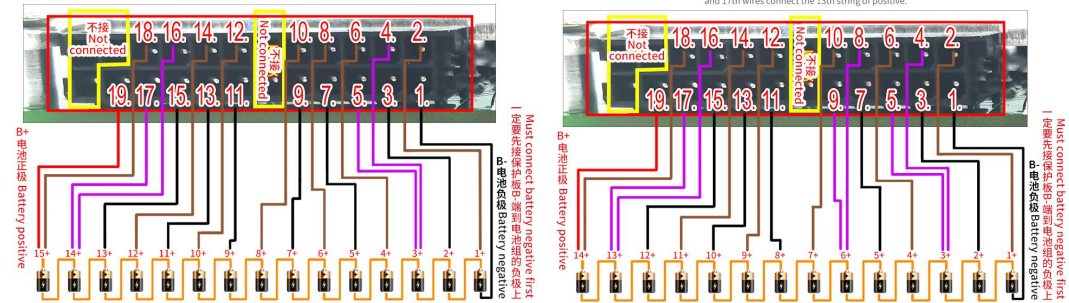 and 17th wires connect the 13th string of positive.
不接
Not
connected
18. 16. 14. 12.
不接
Not connected
10. 8. 6. 4. 2.
19. 17. 15. 13. 11.
9. 7. 5. 3. 1.
B+
电池正极 Battery positive
B-电池负极 Battery negative
一定要先接保护板B-端到电池组的负极上
Must connect battery negative first
15+ 14+ 13+ 12+ 11+ 10+ 9+ 8+ 7+ 6+ 5+ 4+ 3+ 2+ 1+
不接
Not
connected
18. 16. 14. 12.
不接
Not connected
10. 8. 6. 4. 2.
19. 17. 15. 13. 11.
9. 7. 5. 3. 1.
B+
电池正极 Battery positive
B-电池负极 Battery negative
一定要先接保护板B-端到电池组的负极上
Must connect battery negative first
14+ 13+ 12+ 11+ 10+ 9+ 8+ 7+ 6+ 5+ 4+ 3+ 2+ 1+